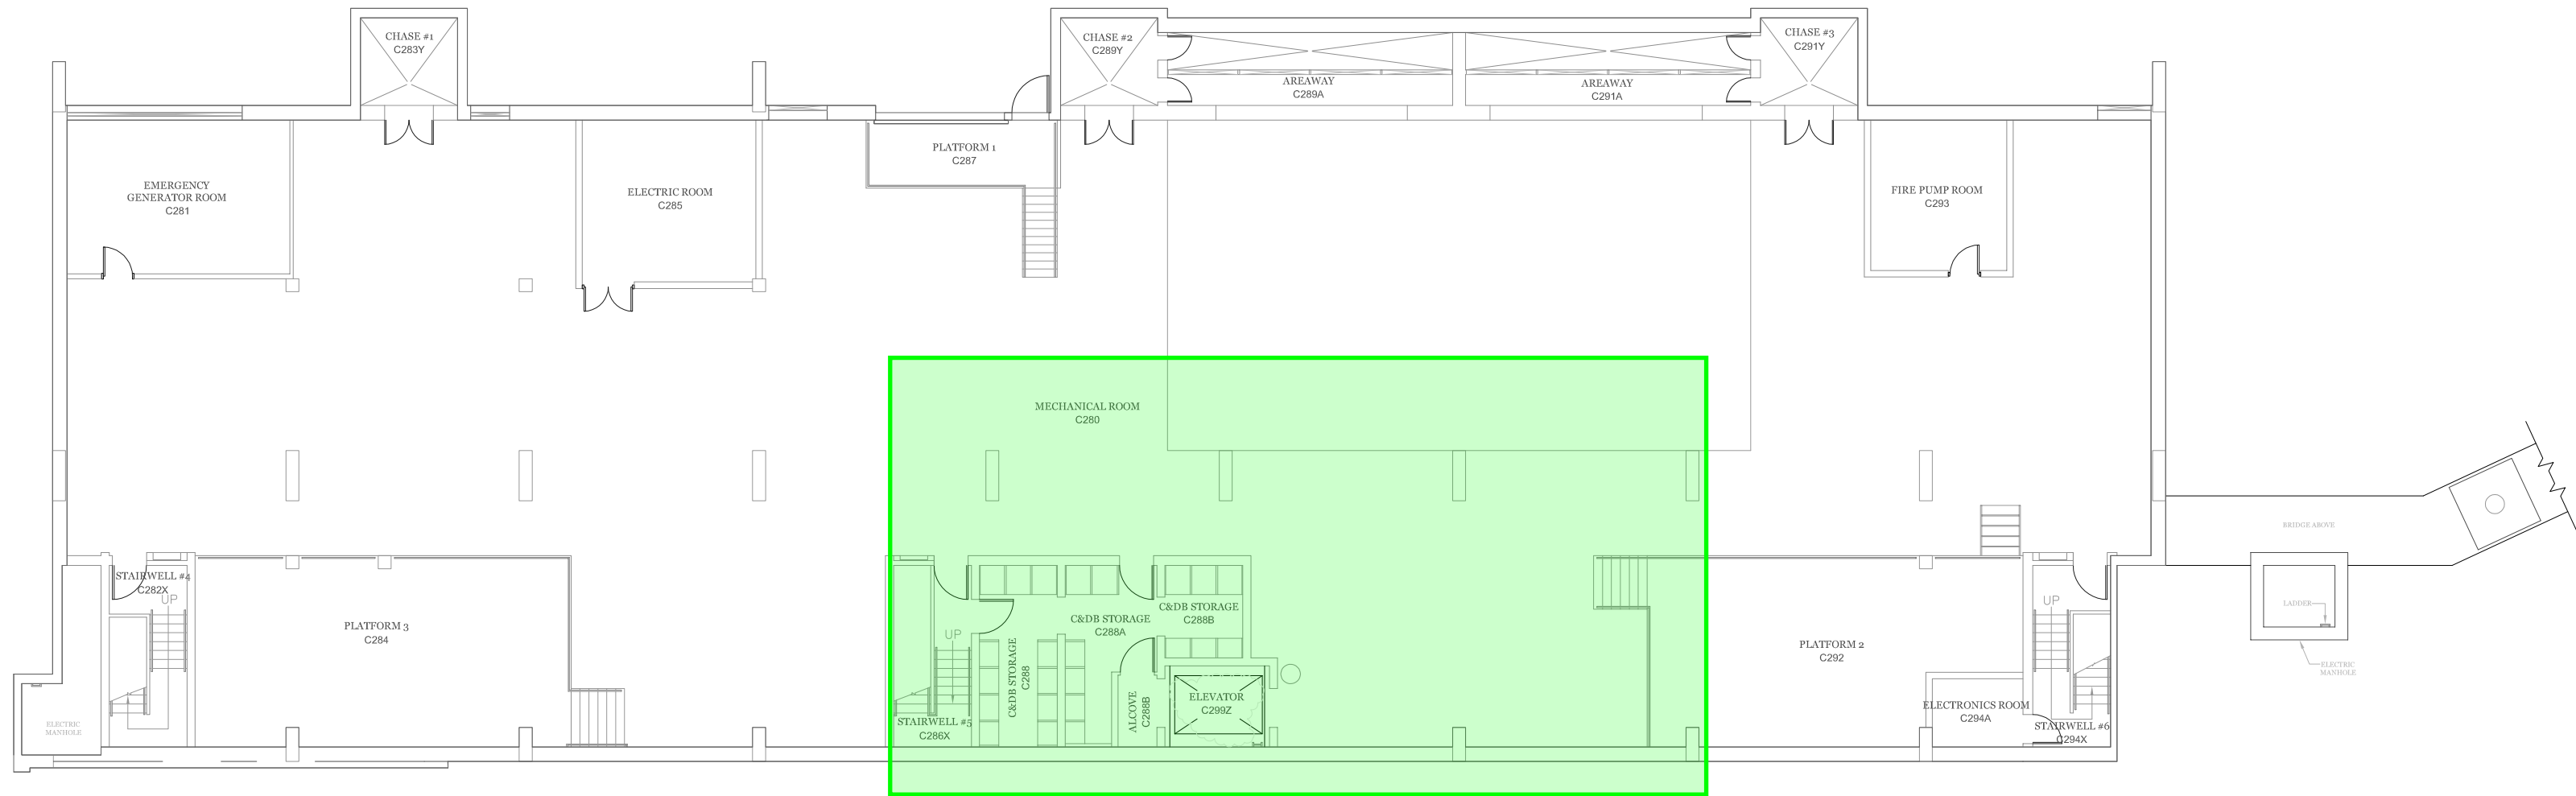 CHASE #1
C283Y
CHASE #2
C289Y
CHASE #3
C291Y
AREAWAY
C289A
AREAWAY
C291A
PLATFORM 1
C287
EMERGENCY
GENERATOR ROOM
C281
ELECTRIC ROOM
C285
FIRE PUMP ROOM
C293
MECHANICAL ROOM
C280
BRIDGE ABOVE
STAIRWELL #4
C282X
UP
PLATFORM 3
C284
UP
C&DB STORAGE
C288
C&DB STORAGE
C288A
C&DB STORAGE
C288B
UP
LADDER
PLATFORM 2
C292
ELECTRIC
MANHOLE
ELEVATOR
C299Z
ALCOVE
C288B
STAIRWELL #5
C286X
ELECTRONICS ROOM
C294A
STAIRWELL #6
C294X
ELECTRIC
MANHOLE